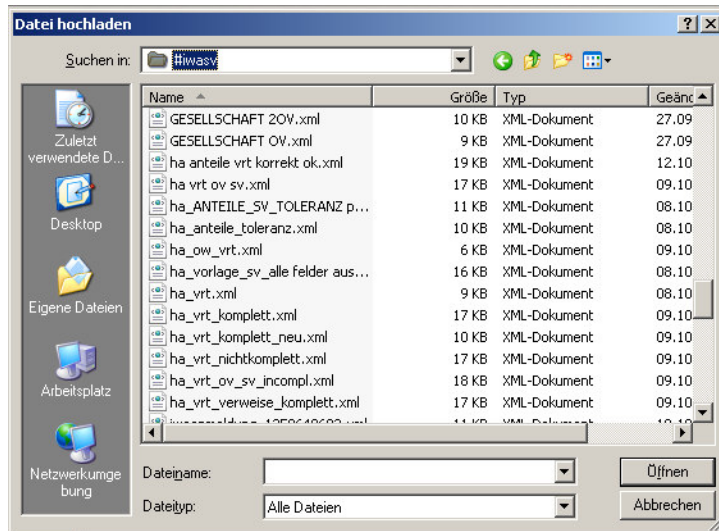 Datei hochladen
Suchen in: #iwasv
Name Größe Typ Geänd
GESELLSCHAFT 2OV.xml 10 KB XML-Dokument 27.09
GESELLSCHAFT OV.xml 9 KB XML-Dokument 27.09
ha anteile vrt korrekt ok.xml 19 KB XML-Dokument 12.10
ha vrt ov sv.xml 17 KB XML-Dokument 09.10
ha_ANTEILE_SV_TOLERANZ p... 11 KB XML-Dokument 08.10
ha_anteile_toleranz.xml 10 KB XML-Dokument 08.10
ha_ow_vrt.xml 6 KB XML-Dokument 09.10
ha_vorlage_sv_alle felder aus... 16 KB XML-Dokument 08.10
ha_vrt.xml 9 KB XML-Dokument 08.10
ha_vrt_komplett.xml 17 KB XML-Dokument 09.10
ha_vrt_komplett_neu.xml 10 KB XML-Dokument 09.10
ha_vrt_nichtkomplett.xml 17 KB XML-Dokument 09.10
ha_vrt_ov_sv_incompl.xml 18 KB XML-Dokument 09.10
ha_vrt_verweise_komplett.xml 17 KB XML-Dokument 09.10
11 KB XML-Dokument
Zuletzt
verwendete D...
Desktop
Eigene Dateien
Arbeitsplatz
Netzwerkumge
bung
Dateiname:
Öffnen
Dateityp: Alle Dateien
Abbrechen